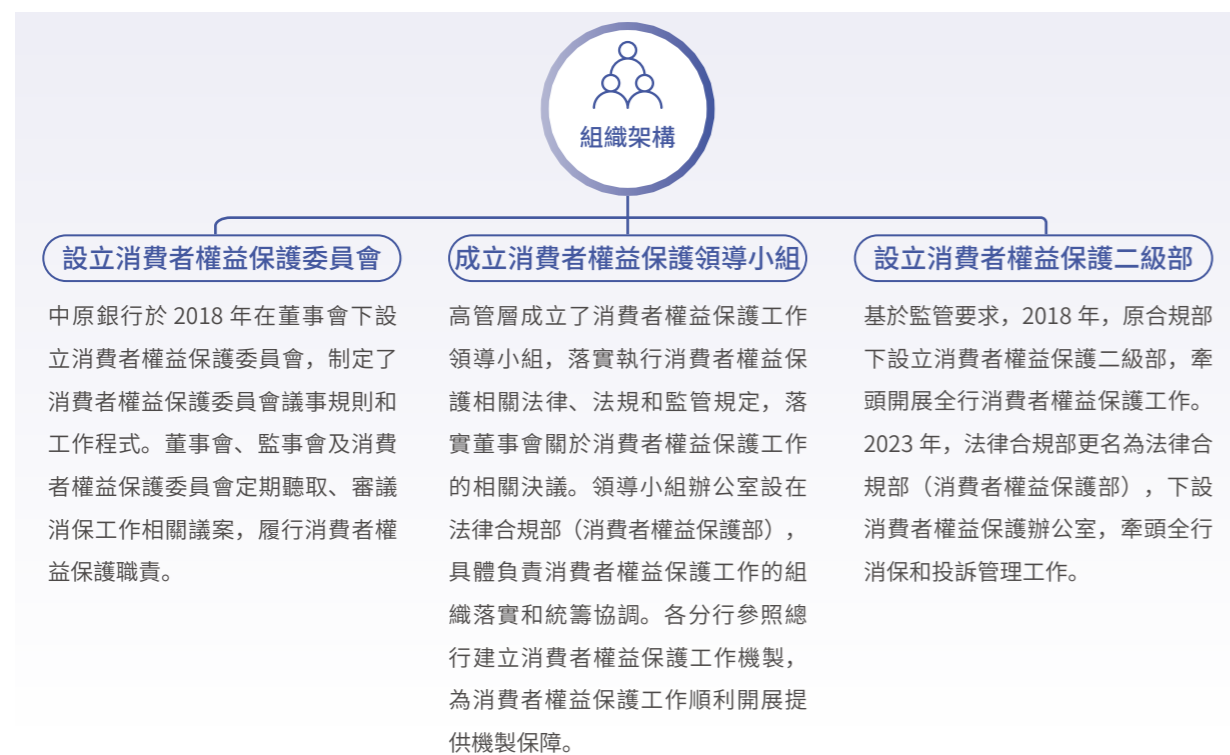 組織架構
設立消費者權益保護委員會
中原銀行於 2018 年在董事會下設
立消費者權益保護委員會，制定了
消費者權益保護委員會議事規則和
工作程式。董事會、監事會及消費
者權益保護委員會定期聽取、審議
消保工作相關議案，履行消費者權
益保護職責。
成立消費者權益保護領導小組
高管層成立了消費者權益保護工作
領導小組，落實執行消費者權益保
護相關法律、法規和監管規定，落
實董事會關於消費者權益保護工作
的相關決議。領導小組辦公室設在
法律合規部（消費者權益保護部），
具體負責消費者權益保護工作的組
織落實和統籌協調。各分行參照總
行建立消費者權益保護工作機製，
為消費者權益保護工作順利開展提
供機製保障。
設立消費者權益保護二級部
基於監管要求，2018 年，原合規部
下設立消費者權益保護二級部，牽
頭開展全行消費者權益保護工作。
2023 年，法律合規部更名為法律合
規部（消費者權益保護部），下設
消費者權益保護辦公室，牽頭全行
消保和投訴管理工作。